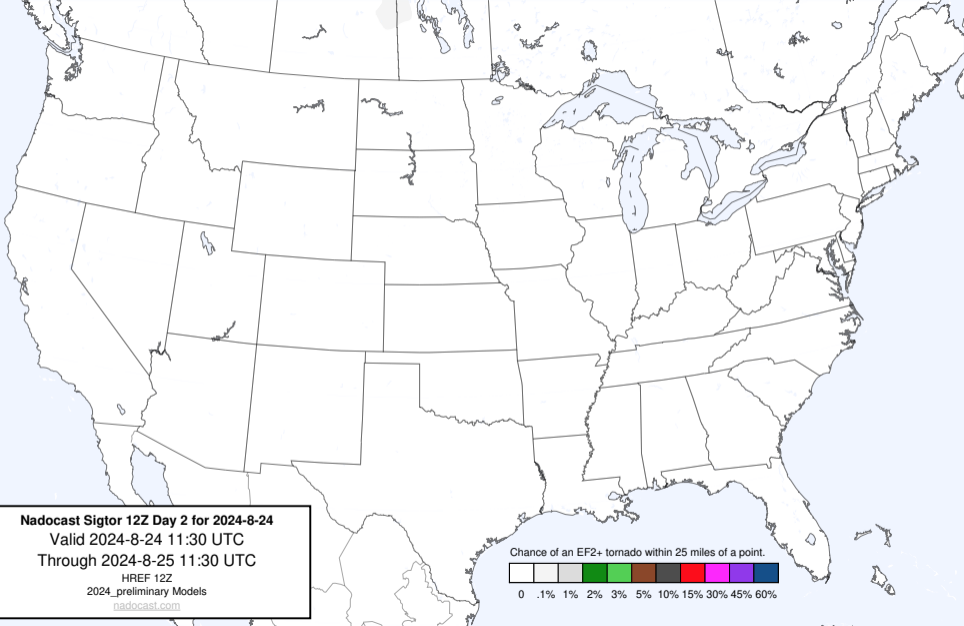 Nadocast Sigtor 12Z Day 2 for 2024-8-24
Valid 2024-8-24 11:30 UTC
Through 2024-8-25 11:30 UTC
HREF 12Z
2024_preliminary Models
nadocast.com
Chance of an EF2+ tornado within 25 miles of a point.
0 .1% 1% 2% 3% 5% 10% 15% 30% 45% 60%